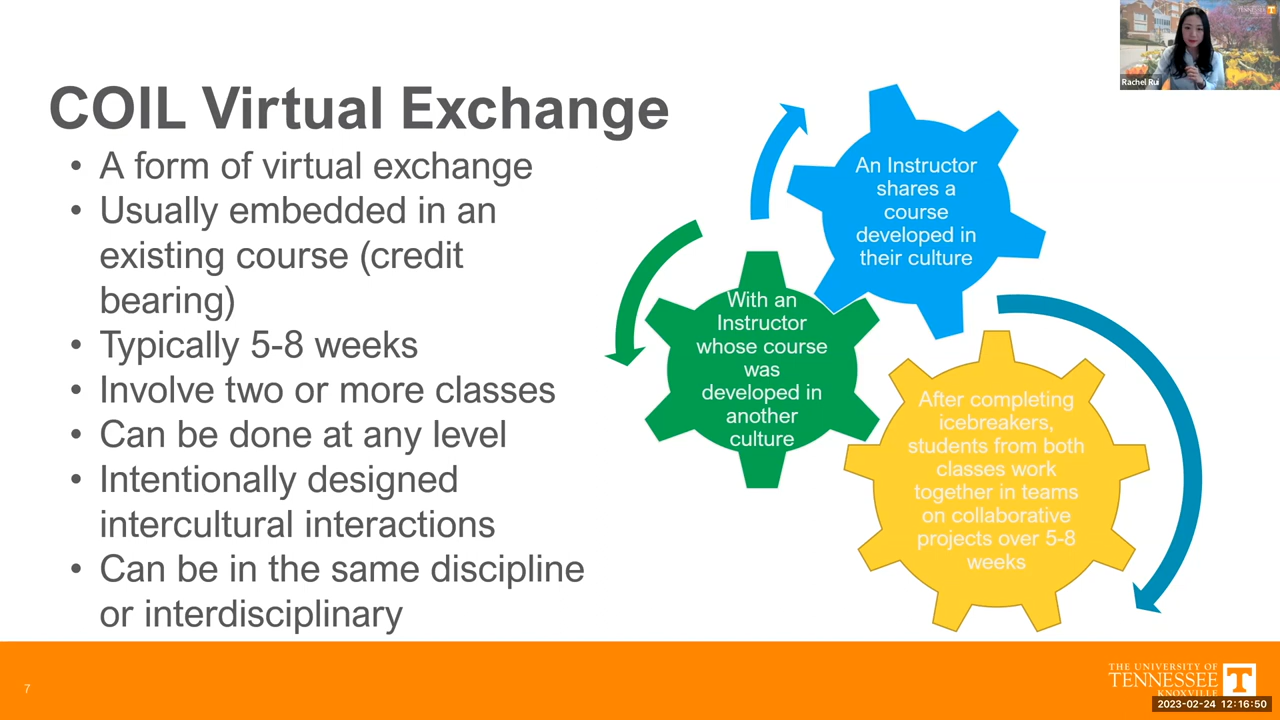 COIL Virtual Exchange
• A form of virtual exchange
• Usually embedded in an
existing course (credit
bearing)
• Typically 5-8 weeks
• Involve two or more classes
• Can be done at any level
• Intentionally designed
intercultural interactions
• Can be in the same discipline
or interdisciplinary
An Instructor
shares a
course
developed in
their culture
With an
Instructor
whose course
was
developed in
another
culture
After completing
icebreakers,
students from both
classes work
together in teams
on collaborative
projects over 5-8
weeks
Rachel Rui
7
THE UNIVERSITY OF
TENNESSEE
KNOXVILLE
T
2023-02-24 12:16:50